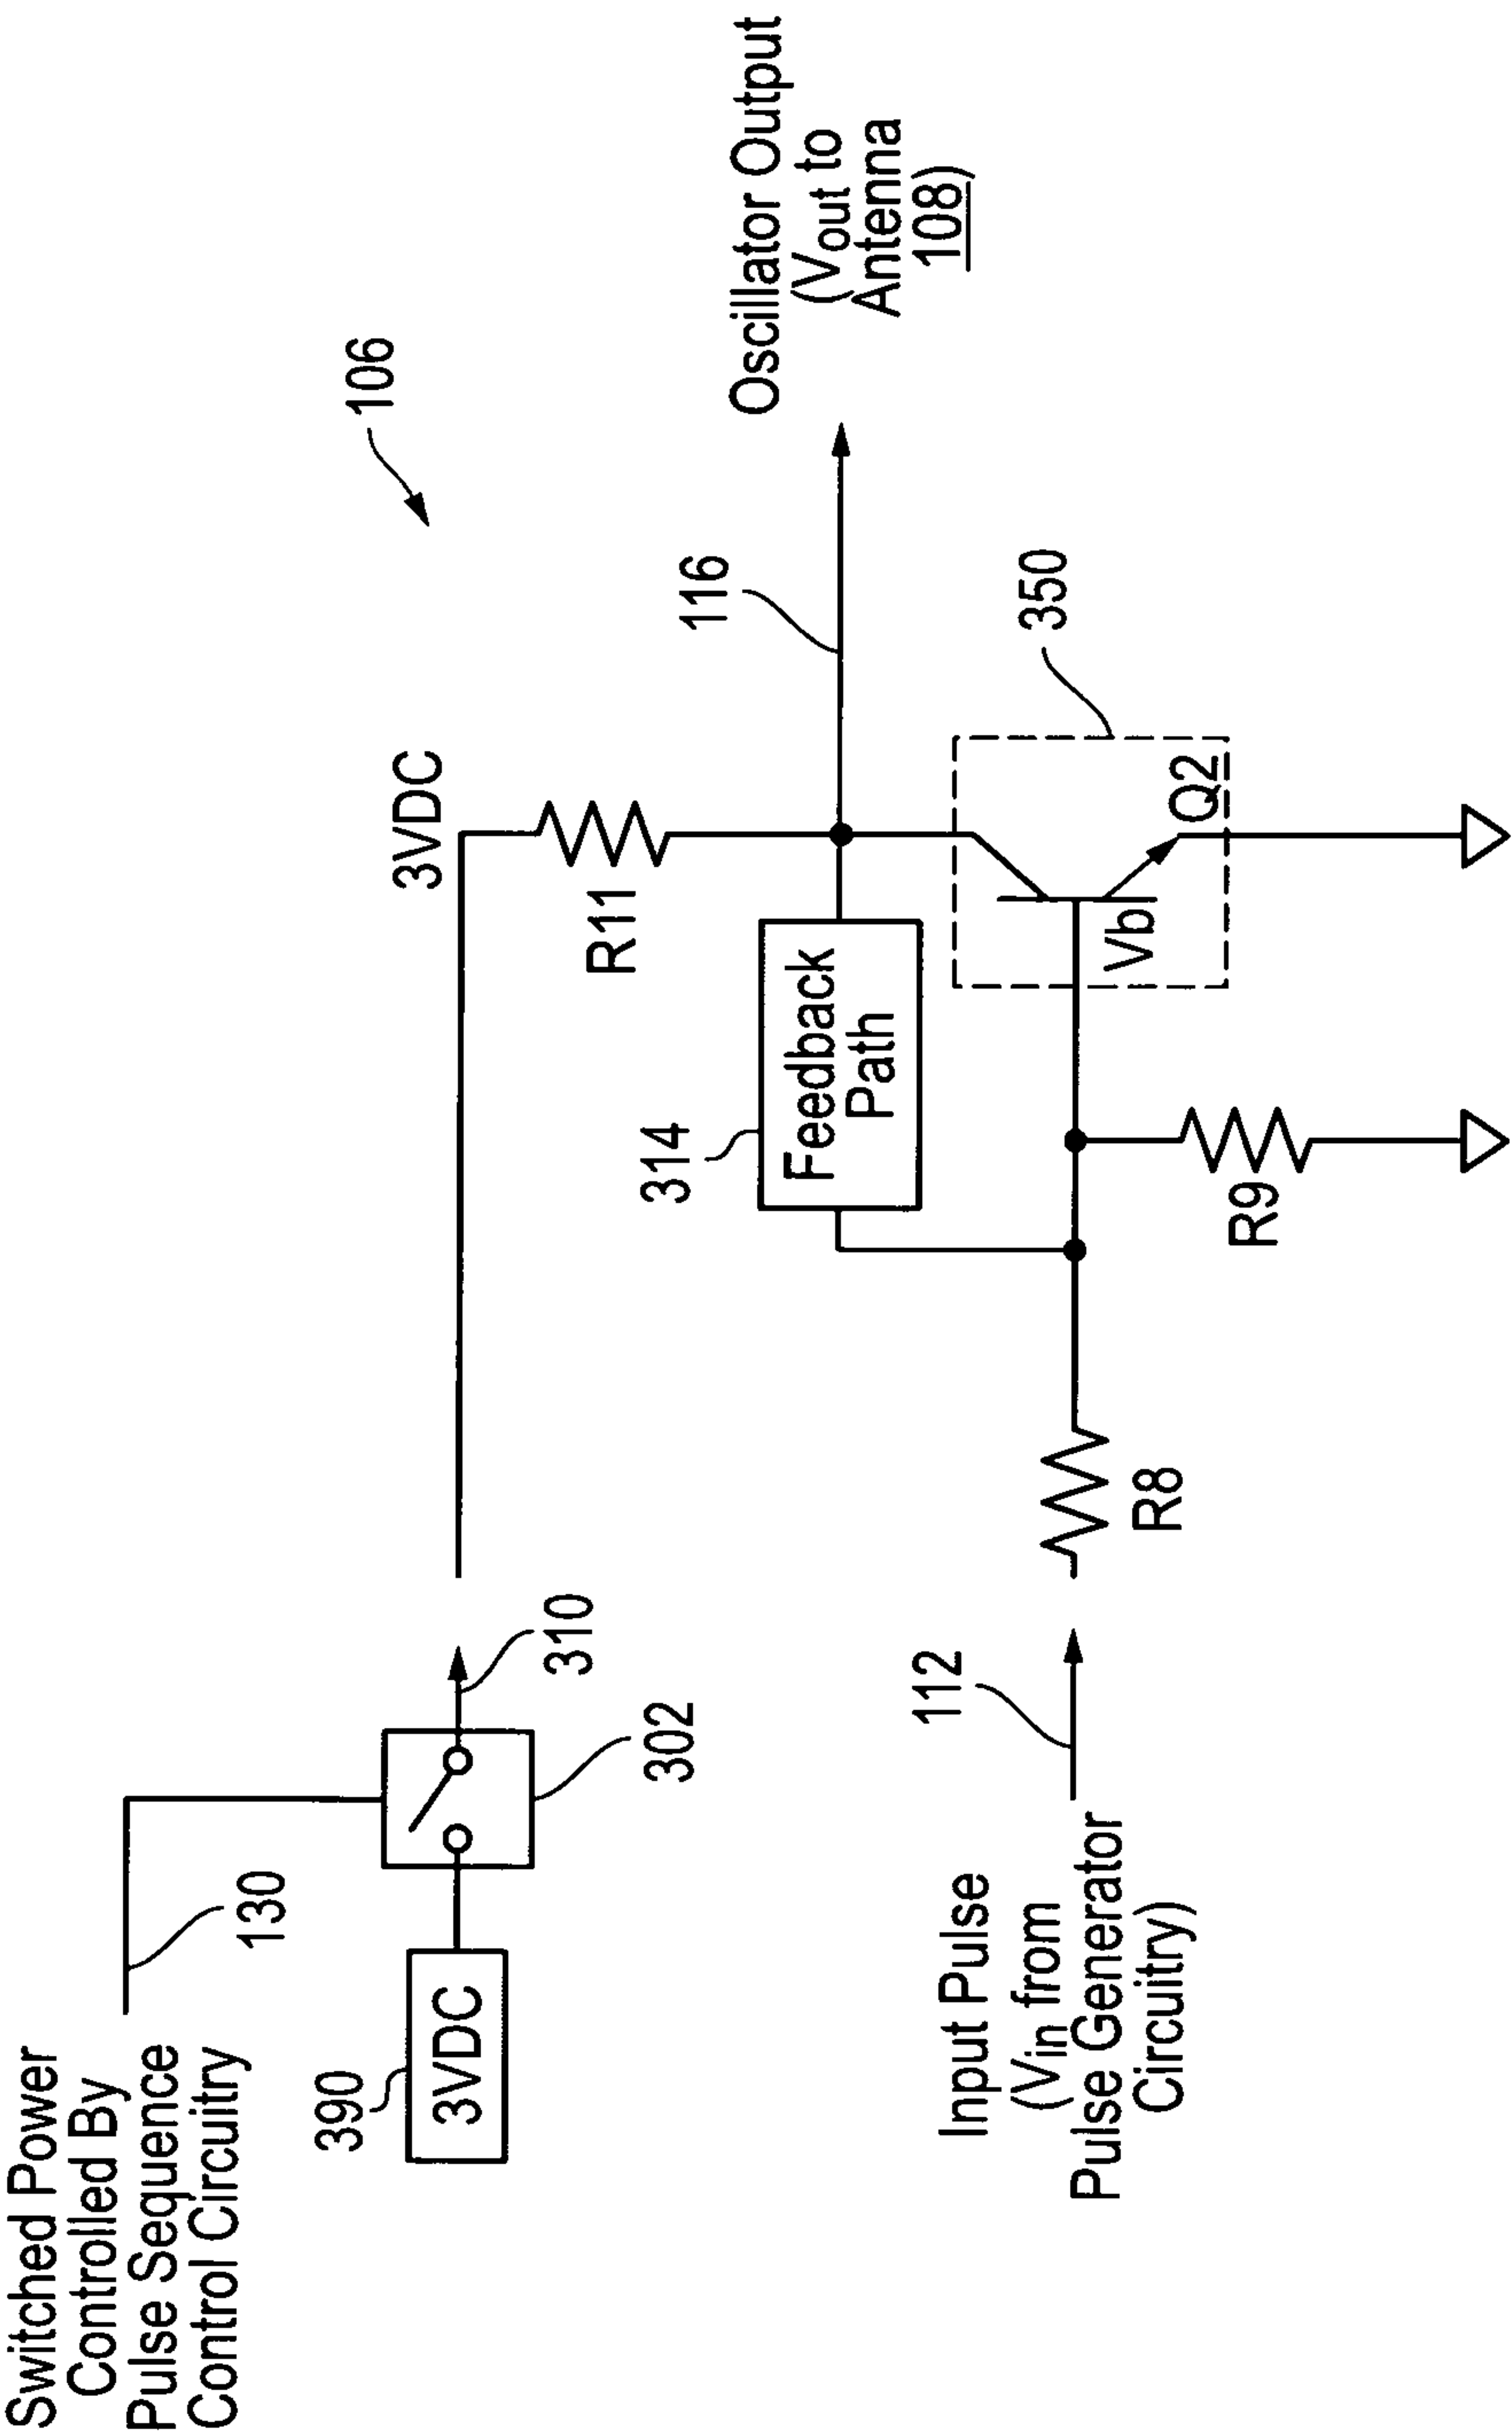 Switched Power
Controlled By
Pulse Sequence
Control Circuitry
130
390
3VDC
302
310
3VDC
106
R11
116
Oscillator Output
(Vout to
Antenna
108)
314
Feedback
Path
350
Q2
Vb
R9
R8
112
Input Pulse
(Vin from
Pulse Generator
Circuitry)